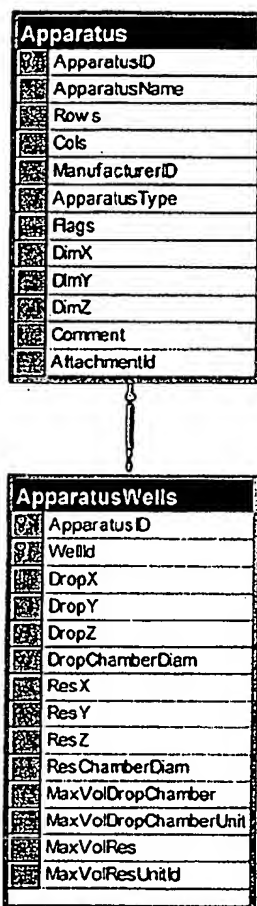 Apparatus
ApparatusID
ApparatusName
Rows
Cols
ManufacturerID
ApparatusType
Flags
DimX
DimY
DimZ
Comment
AttachmentId
ApparatusWells
ApparatusID
WellId
DropX
DropY
DropZ
DropChamberDiam
ResX
ResY
ResZ
ResChamberDiam
MaxVolDropChamber
MaxVolDropChamberUnit
MaxVolRes
MaxVolResUnitId